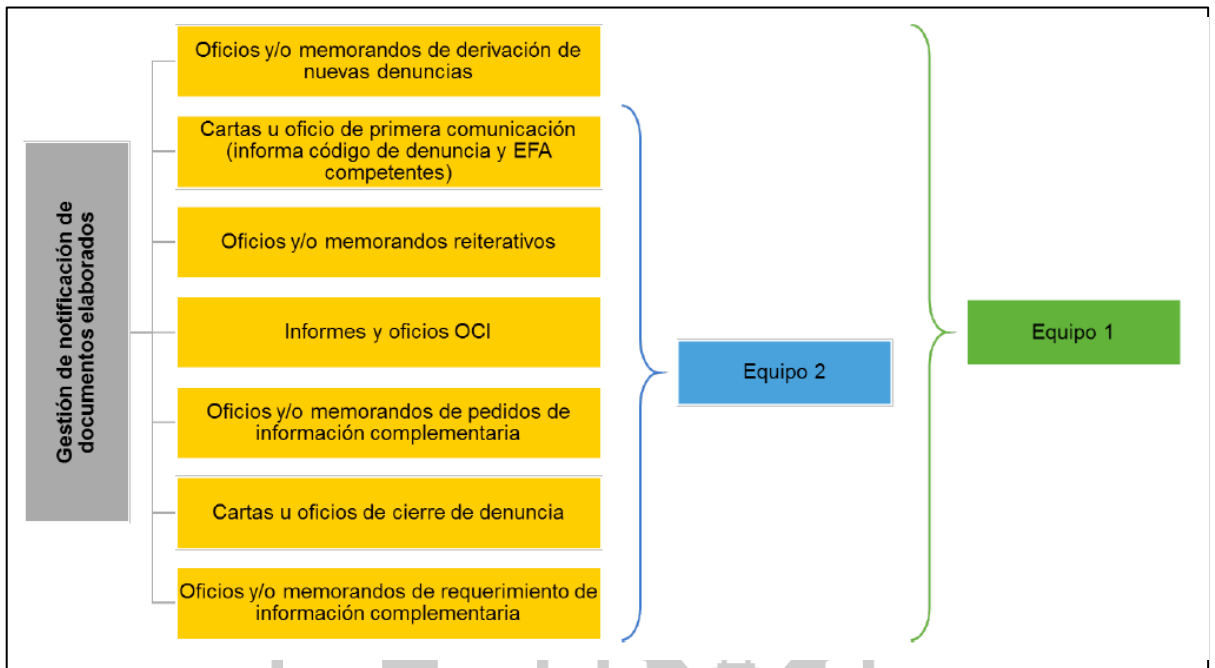 Gestión de notificación de
documentos elaborados
Oficios y/o memorandos de derivación de
nuevas denuncias
Cartas u oficio de primera comunicación
(informa código de denuncia y EFA
competentes)
Oficios y/o memorandos reiterativos
Informes y oficios OCI
Oficios y/o memorandos de pedidos de
información complementaria
Cartas u oficios de cierre de denuncia
Oficios y/o memorandos de requerimiento de
información complementaria
Equipo 2
Equipo 1